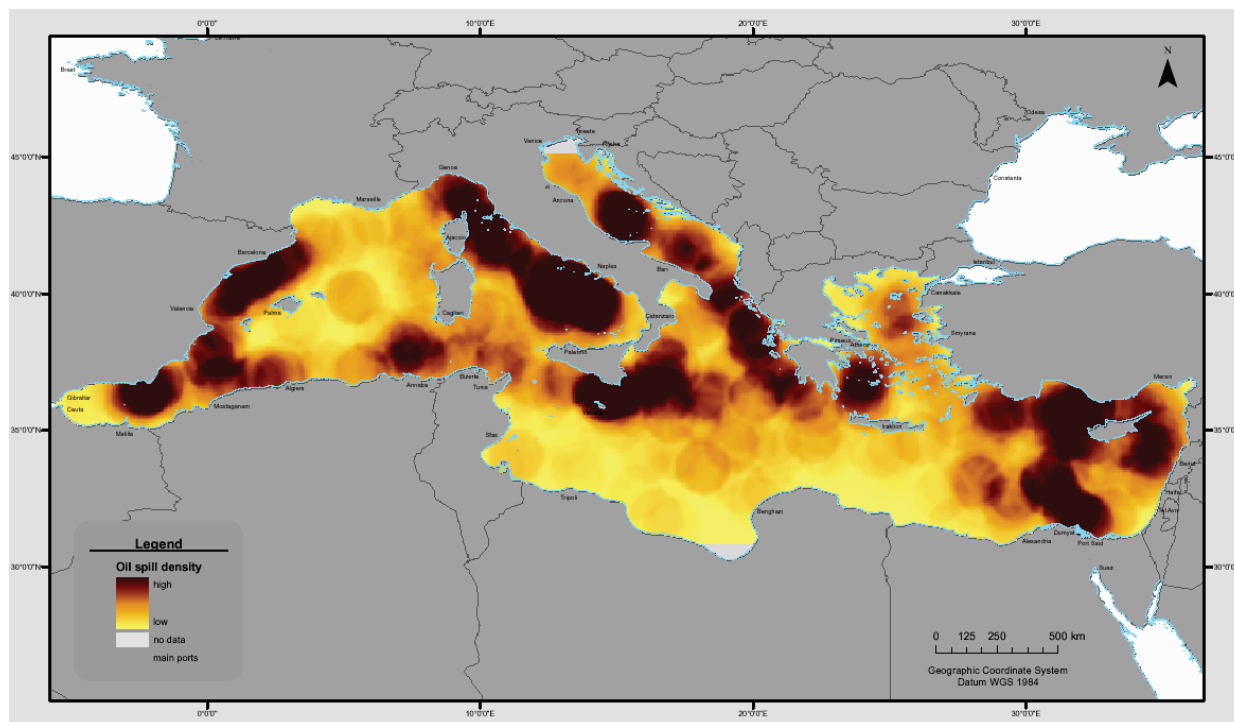 0°0'0" 10°0'0"E 20°0'0"E 30°0'0"E
La Havre
Brest
N
Odesa
Trieste
Venice
Rijeka
45°0'0"N 45°0'0"N
Genoa
Constanta
Marseille
Ancona
Ajaccio
Barcelona
Istanbul
Naples
Bari
40°0'0"N 40°0'0"N
Canakkale
Valencia
Palma
Cagliari
Catanzaro
Smyrana
Piraeus
Athens
Palermo
Annaba
Bizerte
Tunis
Algiers
Mersin
Gibraltar
Ceuta
Mostaganem
Iraklion
35°0'0"N 35°0'0"N
Melilla
Sfax
Beirut
Haifa
Tripoli
Tel Aviv
Benghazi
Damyat
Alexandria
Port Said
Legend
Oil spill density
high
low
no data
main ports
30°0'0"N 30°0'0"N
Suez
0 125 250 500 km
Geographic Coordinate System
Datum WGS 1984
0°0'0" 10°0'0"E 20°0'0"E 30°0'0"E